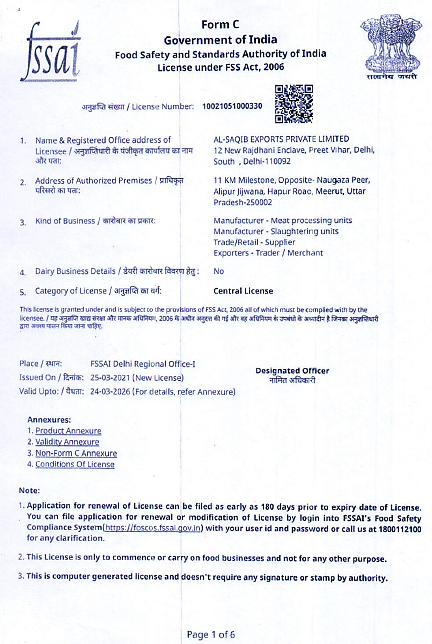 fssai
Form C
Government of India
Food Safety and Standards Authority of India
License under FSS Act, 2006
सत्यमेव जयते
अनुज्ञप्ति संख्या / License Number: 10021051000330
1. Name & Registered Office address of Licensee / अनुज्ञप्तिधारी के पंजीकृत कार्यालय का नाम और पता:
AL-SAQIB EXPORTS PRIVATE LIMITED
12 New Rajdhani Enclave, Preet Vihar, Delhi,
South , Delhi-110092
2. Address of Authorized Premises / प्राधिकृत परिसरों का पता:
11 KM Milestone, Opposite- Naugaza Peer,
Alipur Jijwana, Hapur Road, Meerut, Uttar
Pradesh-250002
3. Kind of Business / कारोबार का प्रकार:
Manufacturer - Meat processing units
Manufacturer - Slaughtering units
Trade/Retail - Supplier
Exporters - Trader / Merchant
4. Dairy Business Details / डेयरी कारोबार विवरण हेतु : No
5. Category of License / अनुज्ञप्ति का वर्ग: Central License
This license is granted under and is subject to the provisions of FSS Act, 2006 all of which must be complied with by the
licensee. / यह अनुज्ञप्ति खाद्य सुरक्षा और मानक अधिनियम, 2006 के अधीन अनुदत्त की गई और वह अधिनियम के उपबंधों के अध्यधीन है जिनका अनुज्ञप्तिधारी
द्वारा अवश्य पालन किया जाना चाहिए.
Place / स्थान: FSSAI Delhi Regional Office-I
Issued On / दिनांक: 25-03-2021 (New License)
Valid Upto: / वैधता: 24-03-2026 (For details, refer Annexure)
Designated Officer
नामित अधिकारी
Annexures:
1. Product Annexure
2. Validity Annexure
3. Non-Form C Annexure
4. Conditions Of License
Note:
1. Application for renewal of License can be filed as early as 180 days prior to expiry date of License.
You can file application for renewal or modification of License by login into FSSAI's Food Safety
Compliance System(https://foscos.fssai.gov.in) with your user id and password or call us at 1800112100
for any clarification.
2. This License is only to commence or carry on food businesses and not for any other purpose.
3. This is computer generated license and doesn't require any signature or stamp by authority.
Page 1 of 6